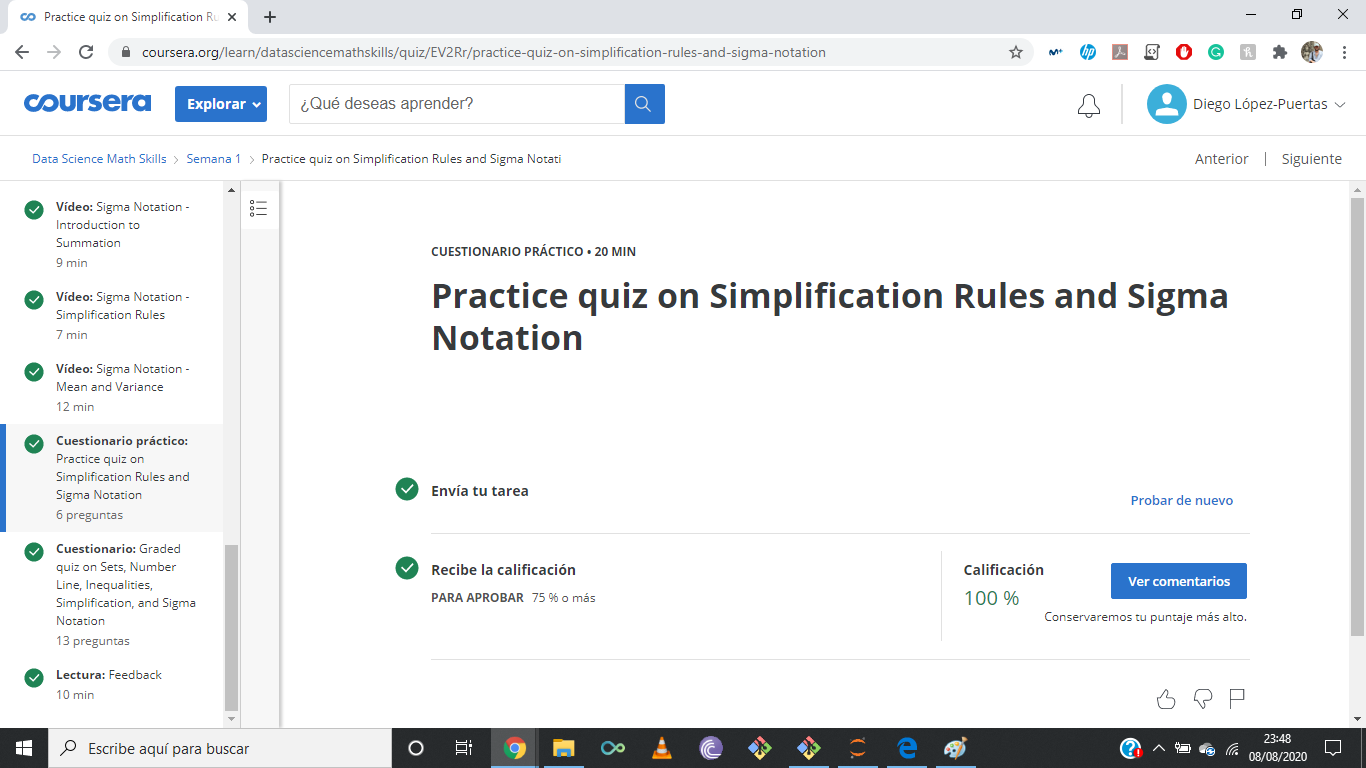 Practice quiz on Simplification Ru
coursera.org/learn/datasciencemathskills/quiz/EV2Rr/practice-quiz-on-simplification-rules-and-sigma-notation
coursera
Explorar
¿Qué deseas aprender?
Diego López-Puertas
Data Science Math Skills
Semana 1
Practice quiz on Simplification Rules and Sigma Notati
Anterior
Siguiente
Vídeo: Sigma Notation -
Introduction to
Summation
9 min
Vídeo: Sigma Notation -
Simplification Rules
7 min
Vídeo: Sigma Notation -
Mean and Variance
12 min
Cuestionario práctico:
Practice quiz on
Simplification Rules and
Sigma Notation
6 preguntas
Cuestionario: Graded
quiz on Sets, Number
Line, Inequalities,
Simplification, and Sigma
Notation
13 preguntas
Lectura: Feedback
10 min
CUESTIONARIO PRÁCTICO • 20 MIN
Practice quiz on Simplification Rules and Sigma
Notation
Envía tu tarea
Probar de nuevo
Recibe la calificación
PARA APROBAR 75 % o más
Calificación
100 %
Ver comentarios
Conservaremos tu puntaje más alto.
Escribe aquí para buscar
23:48
08/08/2020